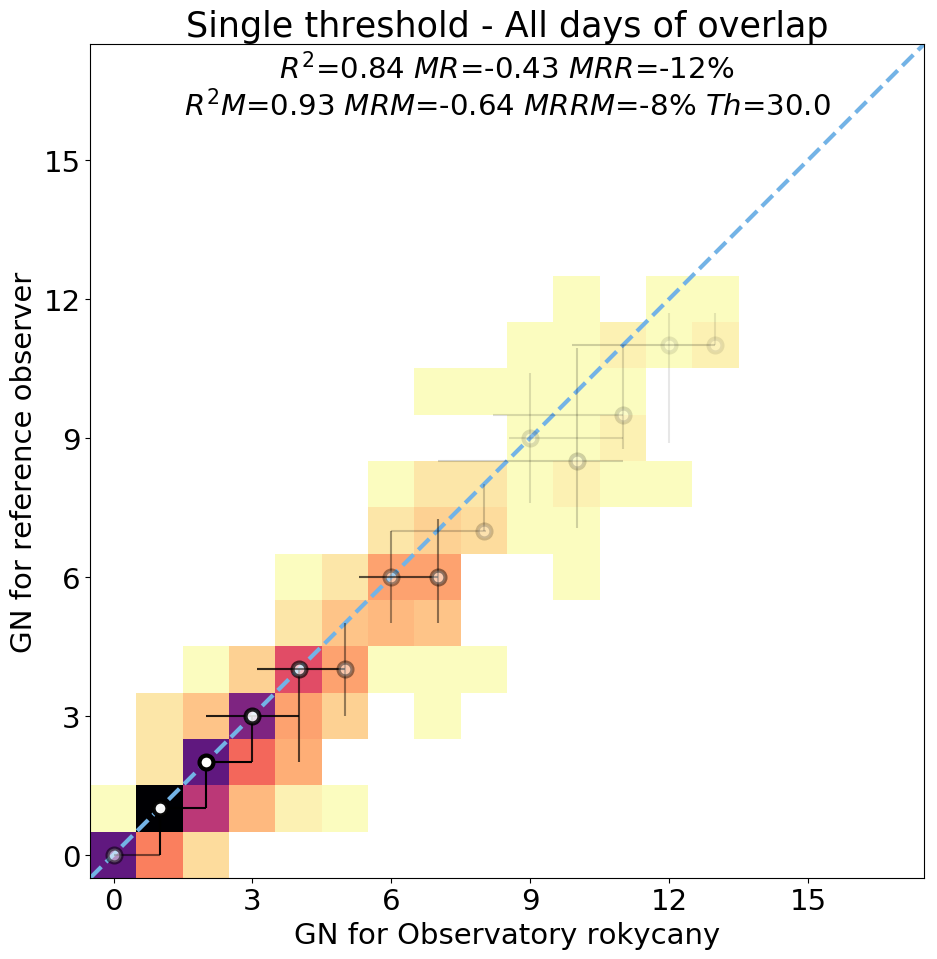 Single threshold - All days of overlap
R²=0.84 MR=-0.43 MRR=-12%
R²M=0.93 MRM=-0.64 MRRM=-8% Th=30.0
GN for reference observer
15
12
9
6
3
0
0 3 6 9 12 15
GN for Observatory rokycany